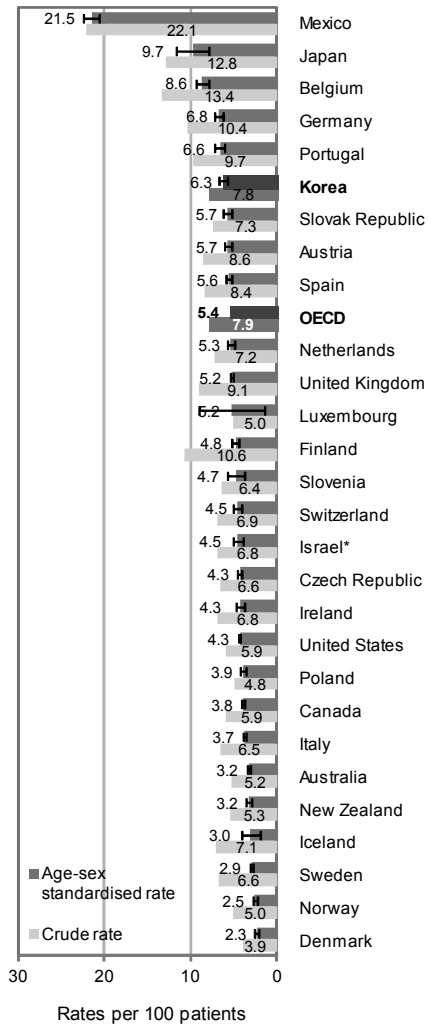 21.5 Mexico
22.1
9.7 Japan
12.8
8.6 Belgium
13.4
6.8 Germany
10.4
6.6 Portugal
9.7
6.3 Korea
7.8
5.7 Slovak Republic
7.3
5.7 Austria
8.6
5.6 Spain
8.4
5.4 OECD
7.9
5.3 Netherlands
7.2
5.2 United Kingdom
9.1
5.2 Luxembourg
5.0
4.8 Finland
10.6
4.7 Slovenia
6.4
4.5 Switzerland
6.9
4.5 Israel*
6.8
4.3 Czech Republic
6.6
4.3 Ireland
6.8
4.3 United States
5.9
3.9 Poland
4.8
3.8 Canada
5.9
3.7 Italy
6.5
3.2 Australia
5.2
3.2 New Zealand
5.3
3.0 Iceland
7.1
2.9 Sweden
6.6
2.5 Norway
5.0
2.3 Denmark
3.9
Age-sex
standardised rate
Crude rate
30 20 10 0
Rates per 100 patients